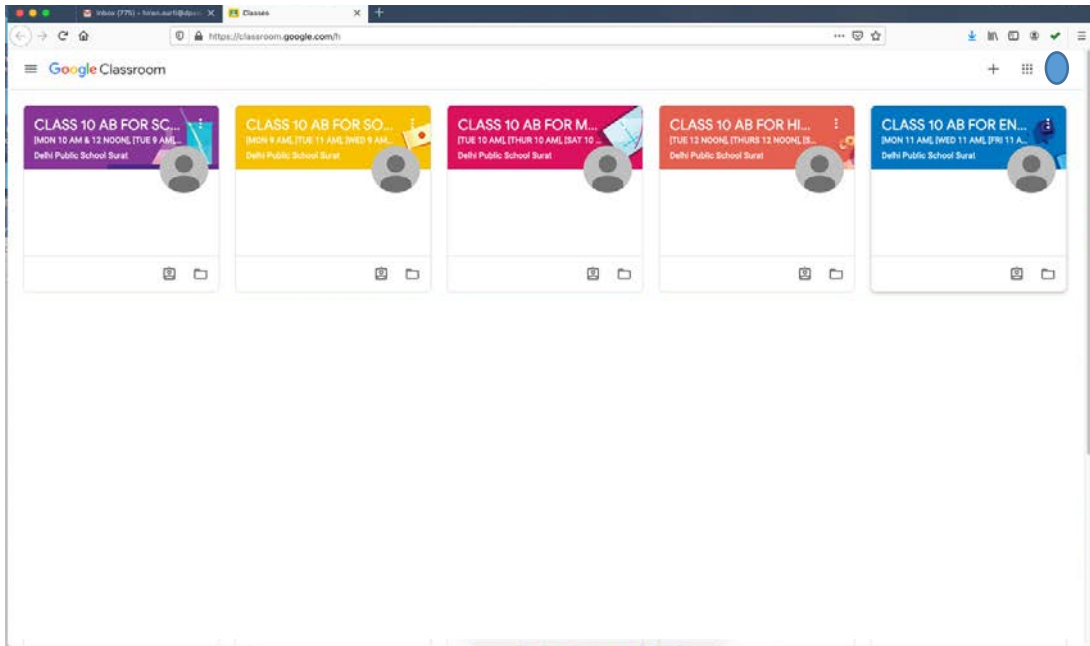 Inbox (775) -
Classes
https://classroom.google.com/h
Google Classroom
CLASS 10 AB FOR SC...
[MON 10 AM & 12 NOON], [TUE 9 AM],...
Delhi Public School Surat
CLASS 10 AB FOR SO...
[MON 9 AM], [TUE 11 AM], [WED 9 AM...
Delhi Public School Surat
CLASS 10 AB FOR M...
[TUE 10 AM], [THUR 10 AM], [SAT 10 ...
Delhi Public School Surat
CLASS 10 AB FOR HI...
[TUE 12 NOON], [THURS 12 NOON], [S...
Delhi Public School Surat
CLASS 10 AB FOR EN...
[MON 11 AM], [WED 11 AM], [FRI 11 A...
Delhi Public School Surat